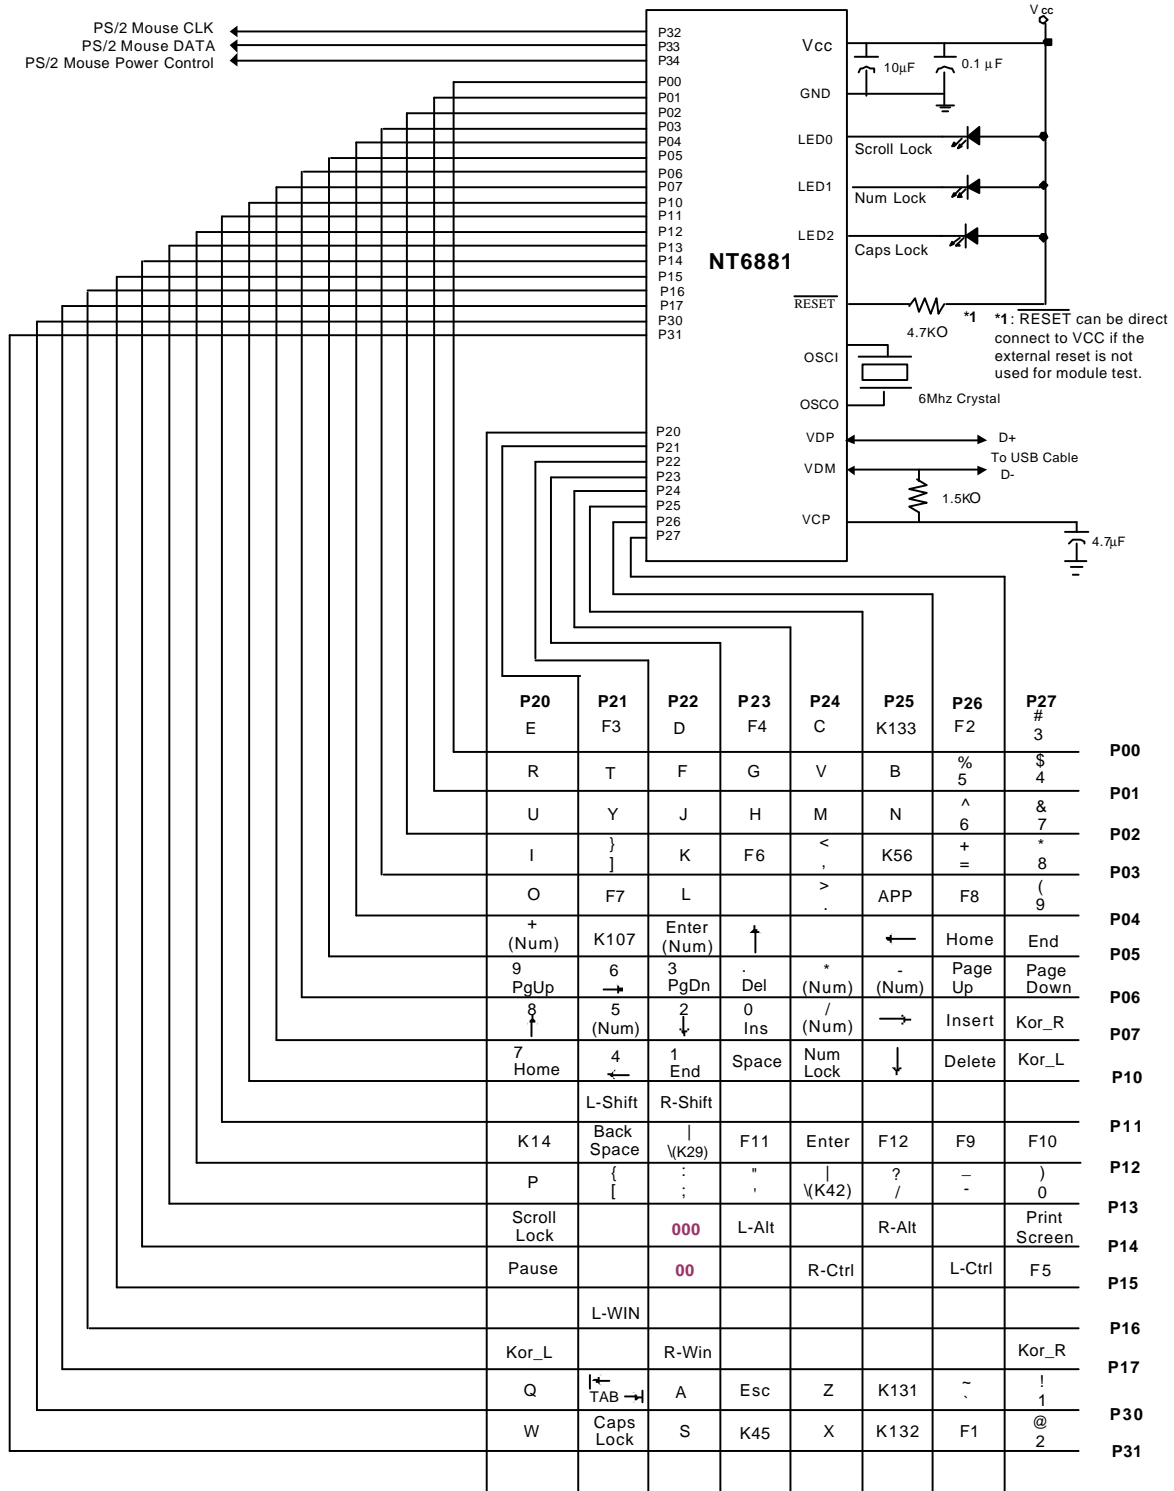 PS/2 Mouse CLK
PS/2 Mouse DATA
PS/2 Mouse Power Control
P32
P33
P34
P00
P01
P02
P03
P04
P05
P06
P07
P10
P11
P12
P13
P14
P15
P16
P17
P30
P31
P20
P21
P22
P23
P24
P25
P26
P27
NT6881
Vcc
GND
LED0
LED1
LED2
RESET
OSCI
OSCO
VDP
VDM
VCP
Vcc
10µF
0.1 µF
Scroll Lock
Num Lock
Caps Lock
4.7KO
*1
*1: RESET can be direct
connect to VCC if the
external reset is not
used for module test.
6Mhz Crystal
D+
To USB Cable
D-
1.5KO
4.7µF
P20 P21 P22 P23 P24 P25 P26 P27
E F3 D F4 C K133 F2 # 3
P00
R T F G V B % 5 $ 4
P01
U Y J H M N ^ 6 & 7
P02
I } ] K F6 < , K56 + = * 8
P03
O F7 L > . APP F8 ( 9
P04
+ (Num) K107 Enter (Num) ↑ ← Home End
P05
9 PgUp 6 → 3 PgDn . Del * (Num) - (Num) Page Up Page Down
P06
8 ↑ 5 (Num) 2 ↓ 0 Ins / (Num) → Insert Kor_R
P07
7 Home 4 ← 1 End Space Num Lock ↓ Delete Kor_L
P10
L-Shift R-Shift
P11
K14 Back Space | \(K29) F11 Enter F12 F9 F10
P12
P { [ : ; " ' | \(K42) ? / _ - ) 0
P13
Scroll Lock 000 L-Alt R-Alt Print Screen
P14
Pause 00 R-Ctrl L-Ctrl F5
P15
L-WIN
P16
Kor_L R-Win Kor_R
P17
Q TAB A Esc Z K131 ~ ` ! 1
P30
W Caps Lock S K45 X K132 F1 @ 2
P31